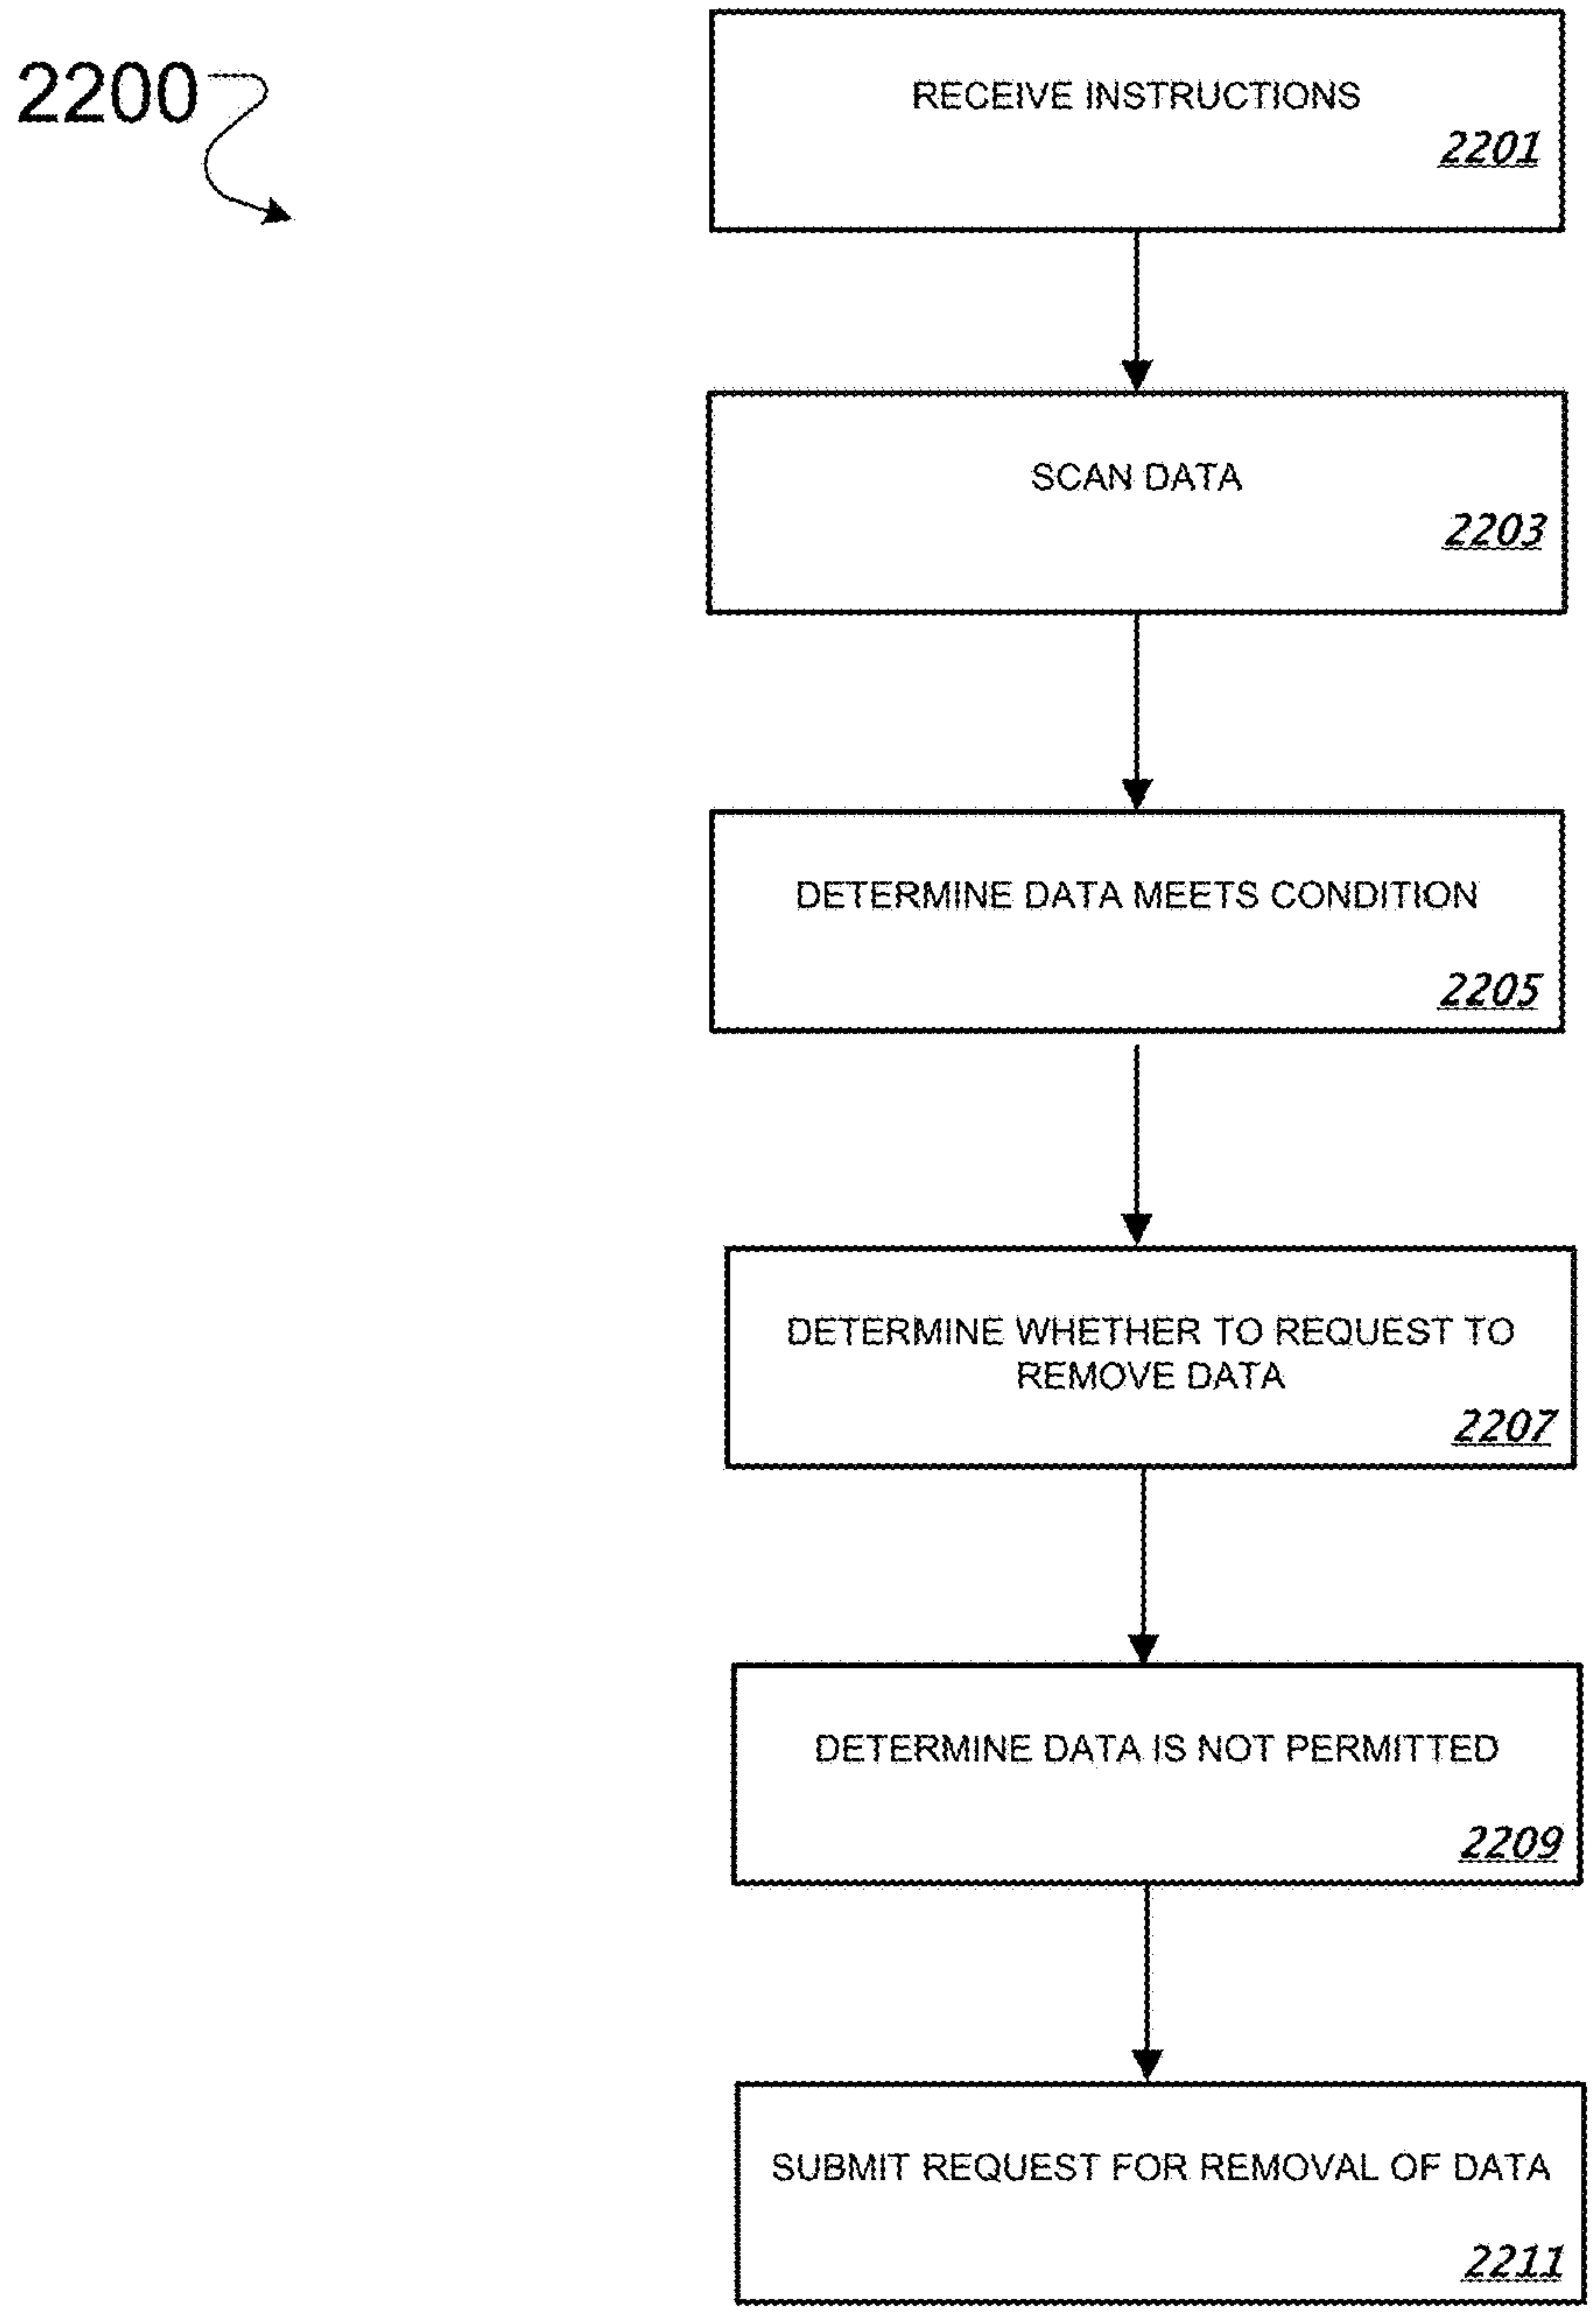 2200
RECEIVE INSTRUCTIONS
2201
SCAN DATA
2203
DETERMINE DATA MEETS CONDITION
2205
DETERMINE WHETHER TO REQUEST TO
REMOVE DATA
2207
DETERMINE DATA IS NOT PERMITTED
2209
SUBMIT REQUEST FOR REMOVAL OF DATA
2211